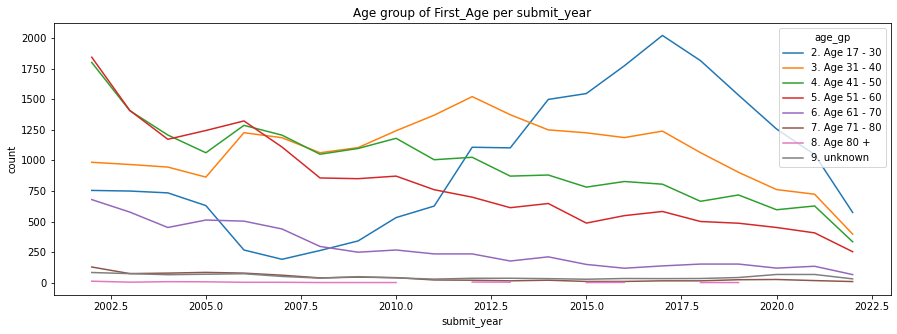 Age group of First_Age per submit_year
age_gp
2. Age 17 - 30
3. Age 31 - 40
4. Age 41 - 50
5. Age 51 - 60
6. Age 61 - 70
7. Age 71 - 80
8. Age 80 +
9. unknown
count
2000
1750
1500
1250
1000
750
500
250
0
2002.5 2005.0 2007.5 2010.0 2012.5 2015.0 2017.5 2020.0 2022.5
submit_year